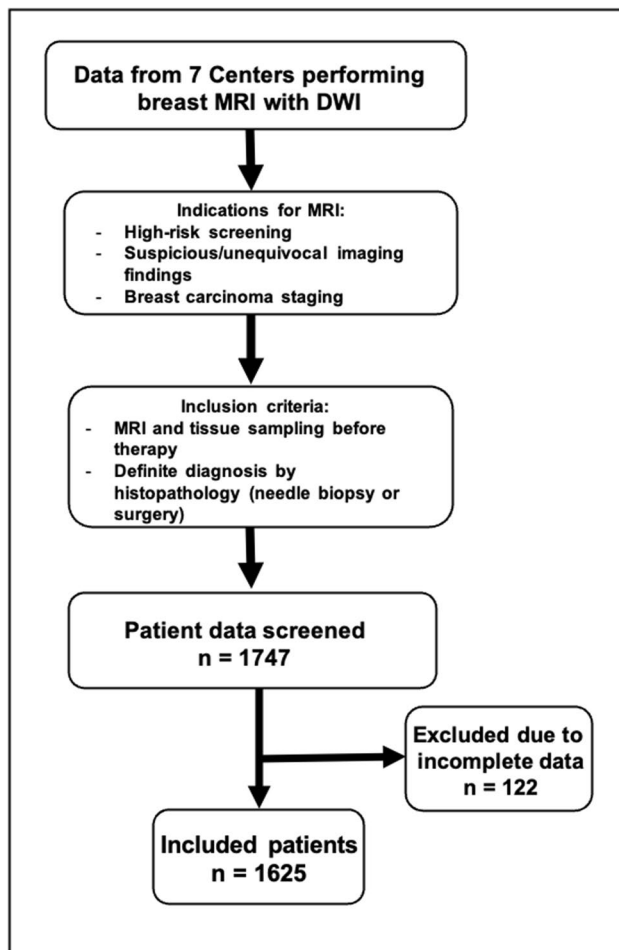 Data from 7 Centers performing
breast MRI with DWI
Indications for MRI:
- High-risk screening
- Suspicious/unequivocal imaging
findings
- Breast carcinoma staging
Inclusion criteria:
- MRI and tissue sampling before
therapy
- Definite diagnosis by
histopathology (needle biopsy or
surgery)
Patient data screened
n = 1747
Excluded due to
incomplete data
n = 122
Included patients
n = 1625